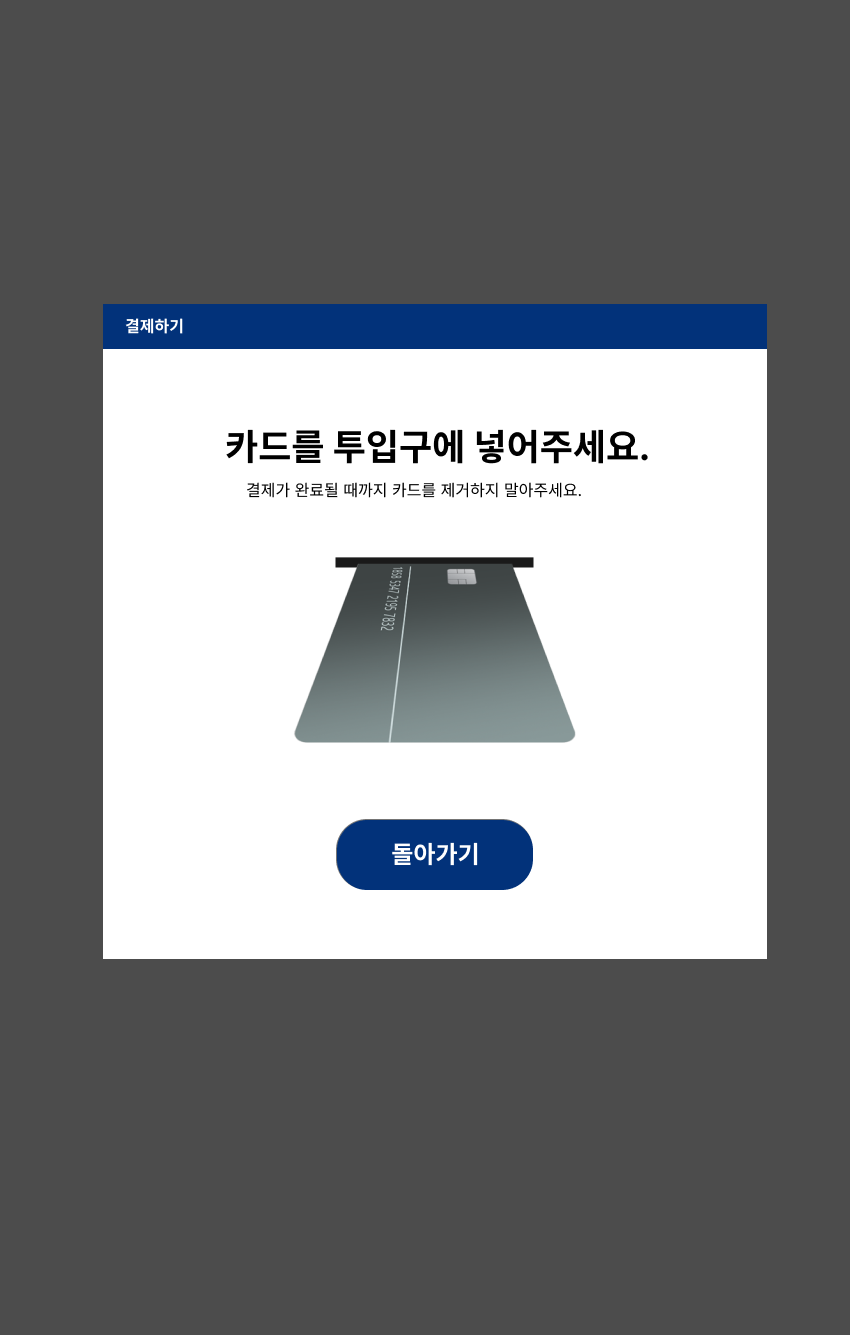 결제하기
카드를 투입구에 넣어주세요.
결제가 완료될 때까지 카드를 제거하지 말아주세요.
1858 5347 2195 7832
돌아가기